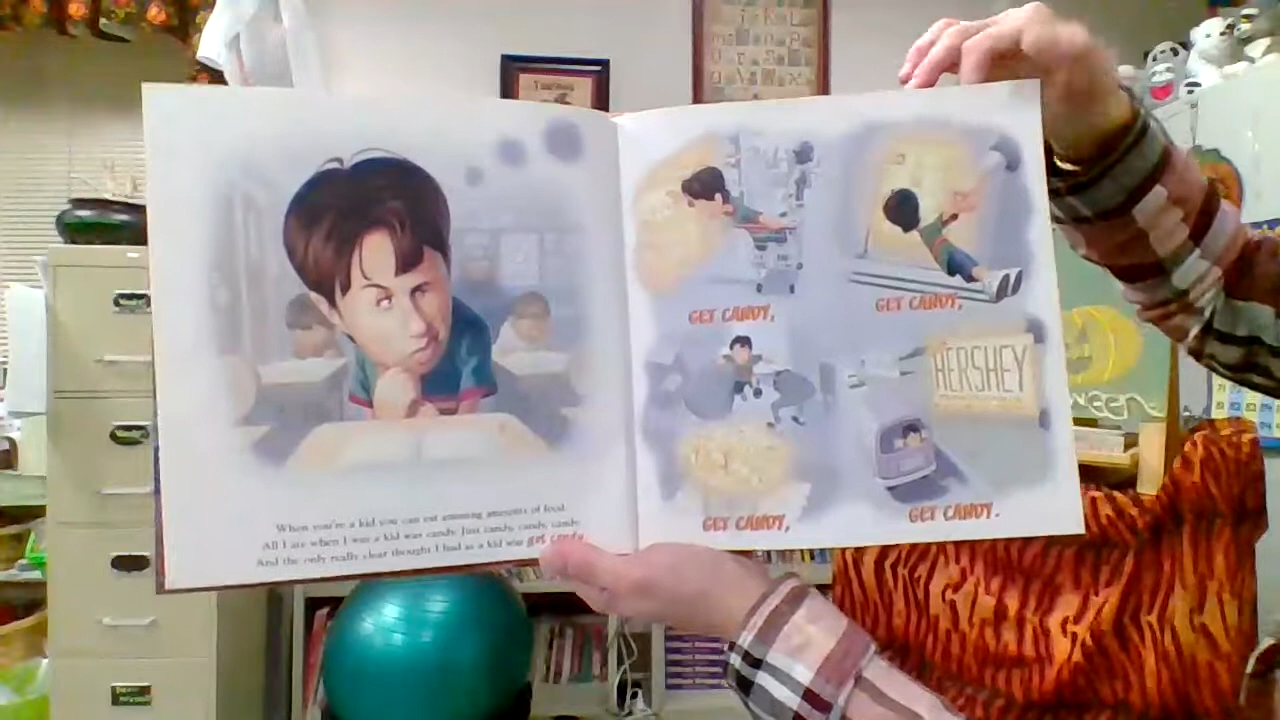 When you're a kid you can eat amazing amounts of food.
All I ate when I was a kid was candy. Just candy, candy, candy.
And the only really clear thought I had as a kid was get candy.
GET CANDY,
GET CANDY,
HERSHEY
GET CANDY,
GET CANDY.